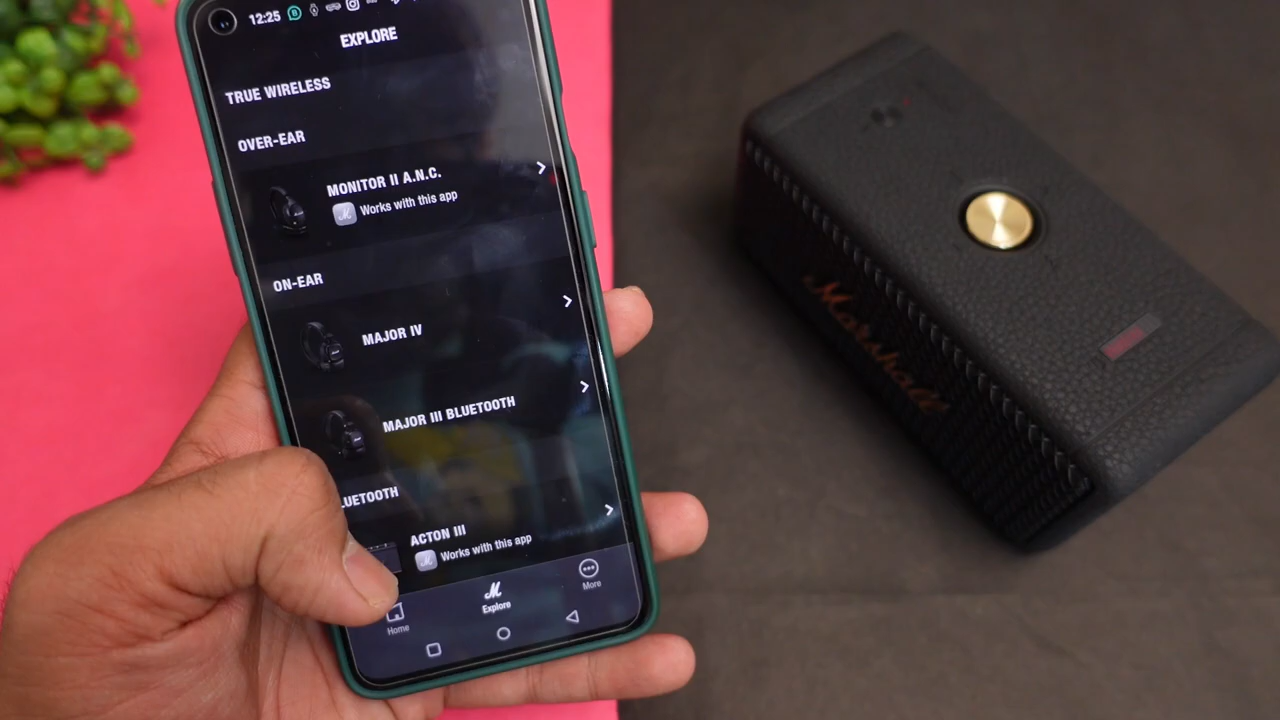 12:25
EXPLORE
TRUE WIRELESS
OVER-EAR
MONITOR II A.N.C.
Works with this app
ON-EAR
MAJOR IV
MAJOR III BLUETOOTH
LUETOOTH
ACTON III
Works with this app
Home
Explore
More
Marshall